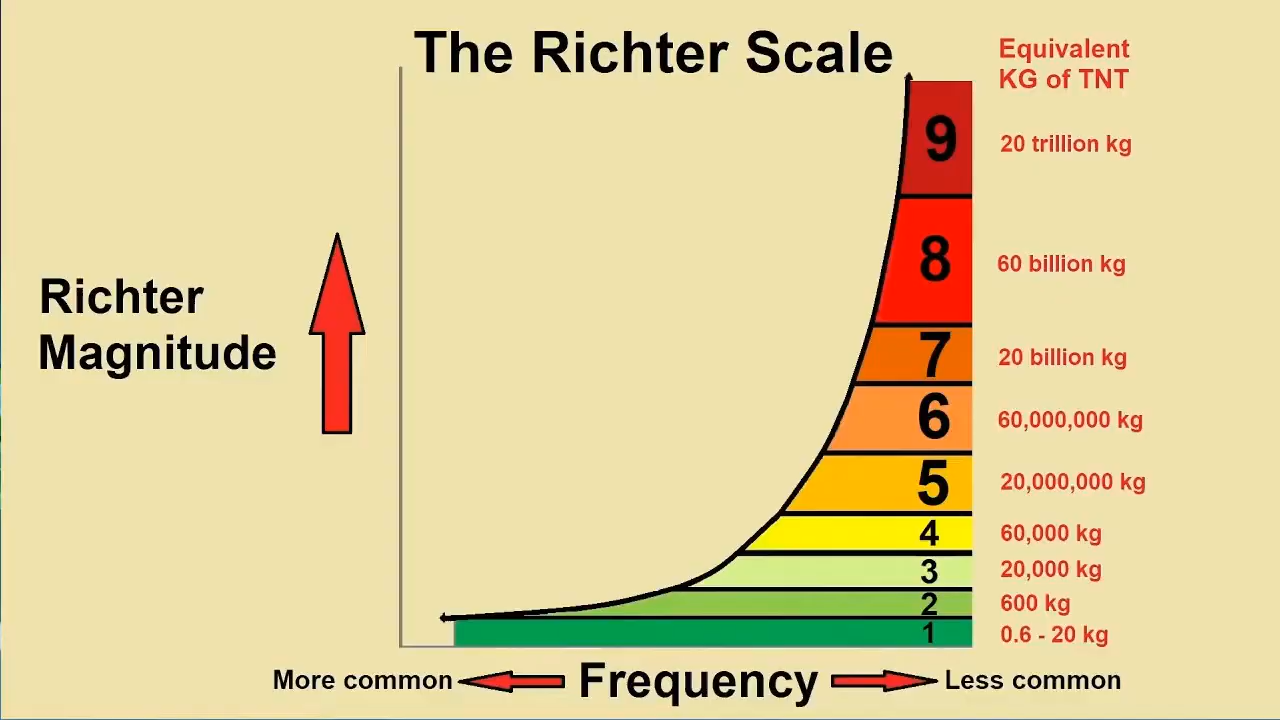 The Richter Scale
Equivalent
KG of TNT
9
20 trillion kg
8
60 billion kg
Richter
Magnitude
7
20 billion kg
6
60,000,000 kg
5
20,000,000 kg
4
60,000 kg
3
20,000 kg
2
600 kg
1
0.6 - 20 kg
More common
Frequency
Less common